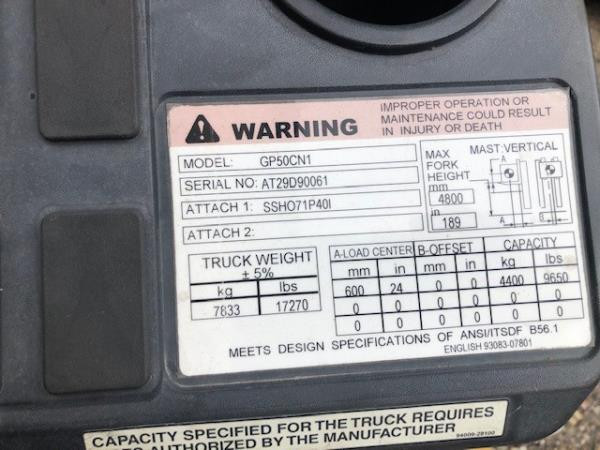 WARNING
IMPROPER OPERATION OR
MAINTENANCE COULD RESULT
IN INJURY OR DEATH
MODEL: GP50CN1
SERIAL NO: AT29D90061
ATTACH 1: SSHO71P40I
ATTACH 2:
MAX
FORK
HEIGHT
mm
4800
in
189
MAST:VERTICAL
TRUCK WEIGHT
± 5%
kg lbs
7833 17270
A-LOAD CENTER B-OFFSET CAPACITY
mm in mm in kg lbs
600 24 0 0 4400 9650
0 0 0 0 0 0
0 0 0 0 0 0
MEETS DESIGN SPECIFICATIONS OF ANSI/ITSDF B56.1
ENGLISH 93083-07801
CAPACITY SPECIFIED FOR THE TRUCK REQUIRES
AUTHORIZED BY THE MANUFACTURER
94009-28100